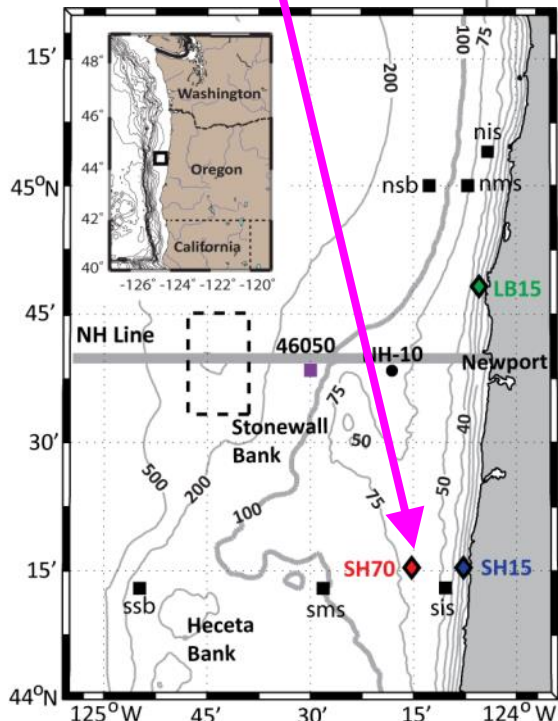 15'
45°N
45'
30'
15'
44°N
125°W
45'
30'
15'
124°W
48°
46
44
42
40
-126°
-124°
-122°
-120°
Washington
Oregon
California
200
100
75
nis
nsb
nms
LB15
NH Line
46050
NH-10
Newport
Stonewall
Bank
75
50
40
500
200
100
75
50
SH70
SH15
ssb
sms
sis
Heceta
Bank